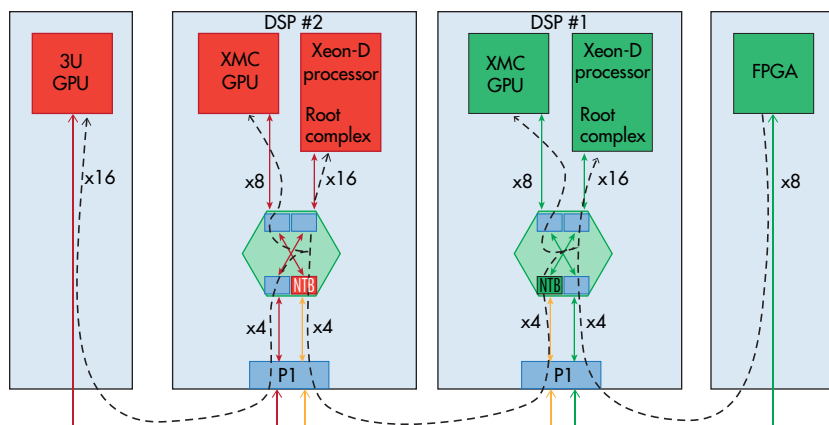 DSP #2
DSP #1
3U
GPU
XMC
GPU
Xeon-D
processor
Root
complex
XMC
GPU
Xeon-D
processor
Root
complex
FPGA
x16
x8
x16
x8
x16
x8
NTB
NTB
x4
x4
x4
x4
P1
P1